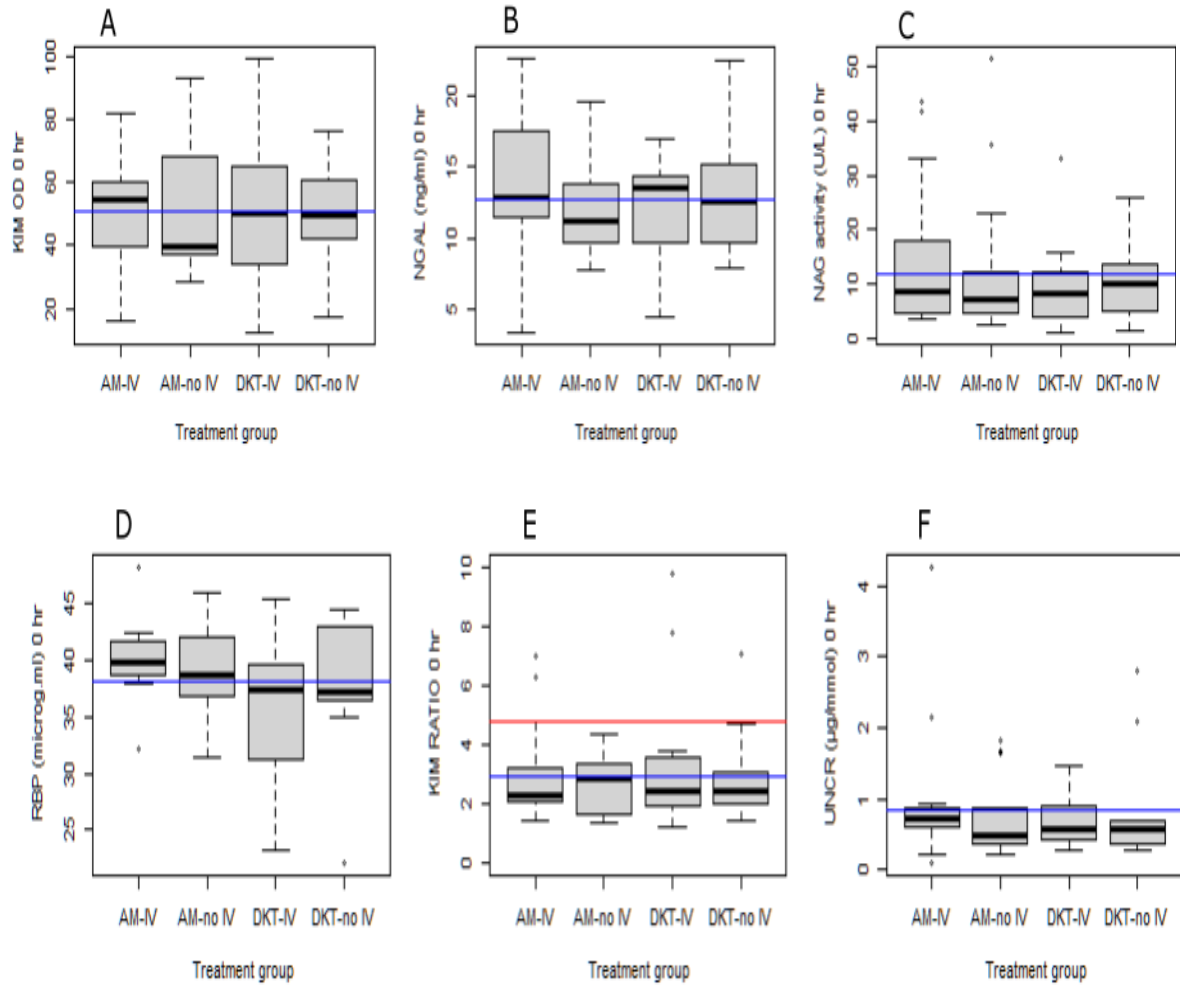 A
KIM OD 0 hr
100
80
60
40
20
AM-IV AM-no IV DKT-IV DKT-no IV
Treatment group
B
NGAL (ng/ml) 0 hr
20
15
10
5
AM-IV AM-no IV DKT-IV DKT-no IV
Treatment group
C
NAG activity (U/L) 0 hr
50
40
30
20
10
0
AM-IV AM-no IV DKT-IV DKT-no IV
Treatment group
D
RBP (microg.ml) 0 hr
45
40
35
30
25
AM-IV AM-no IV DKT-IV DKT-no IV
Treatment group
E
KIM RATIO 0 hr
10
8
6
4
2
0
AM-IV AM-no IV DKT-IV DKT-no IV
Treatment group
F
UNCR (µg/mmol) 0 hr
4
3
2
1
0
AM-IV AM-no IV DKT-IV DKT-no IV
Treatment group